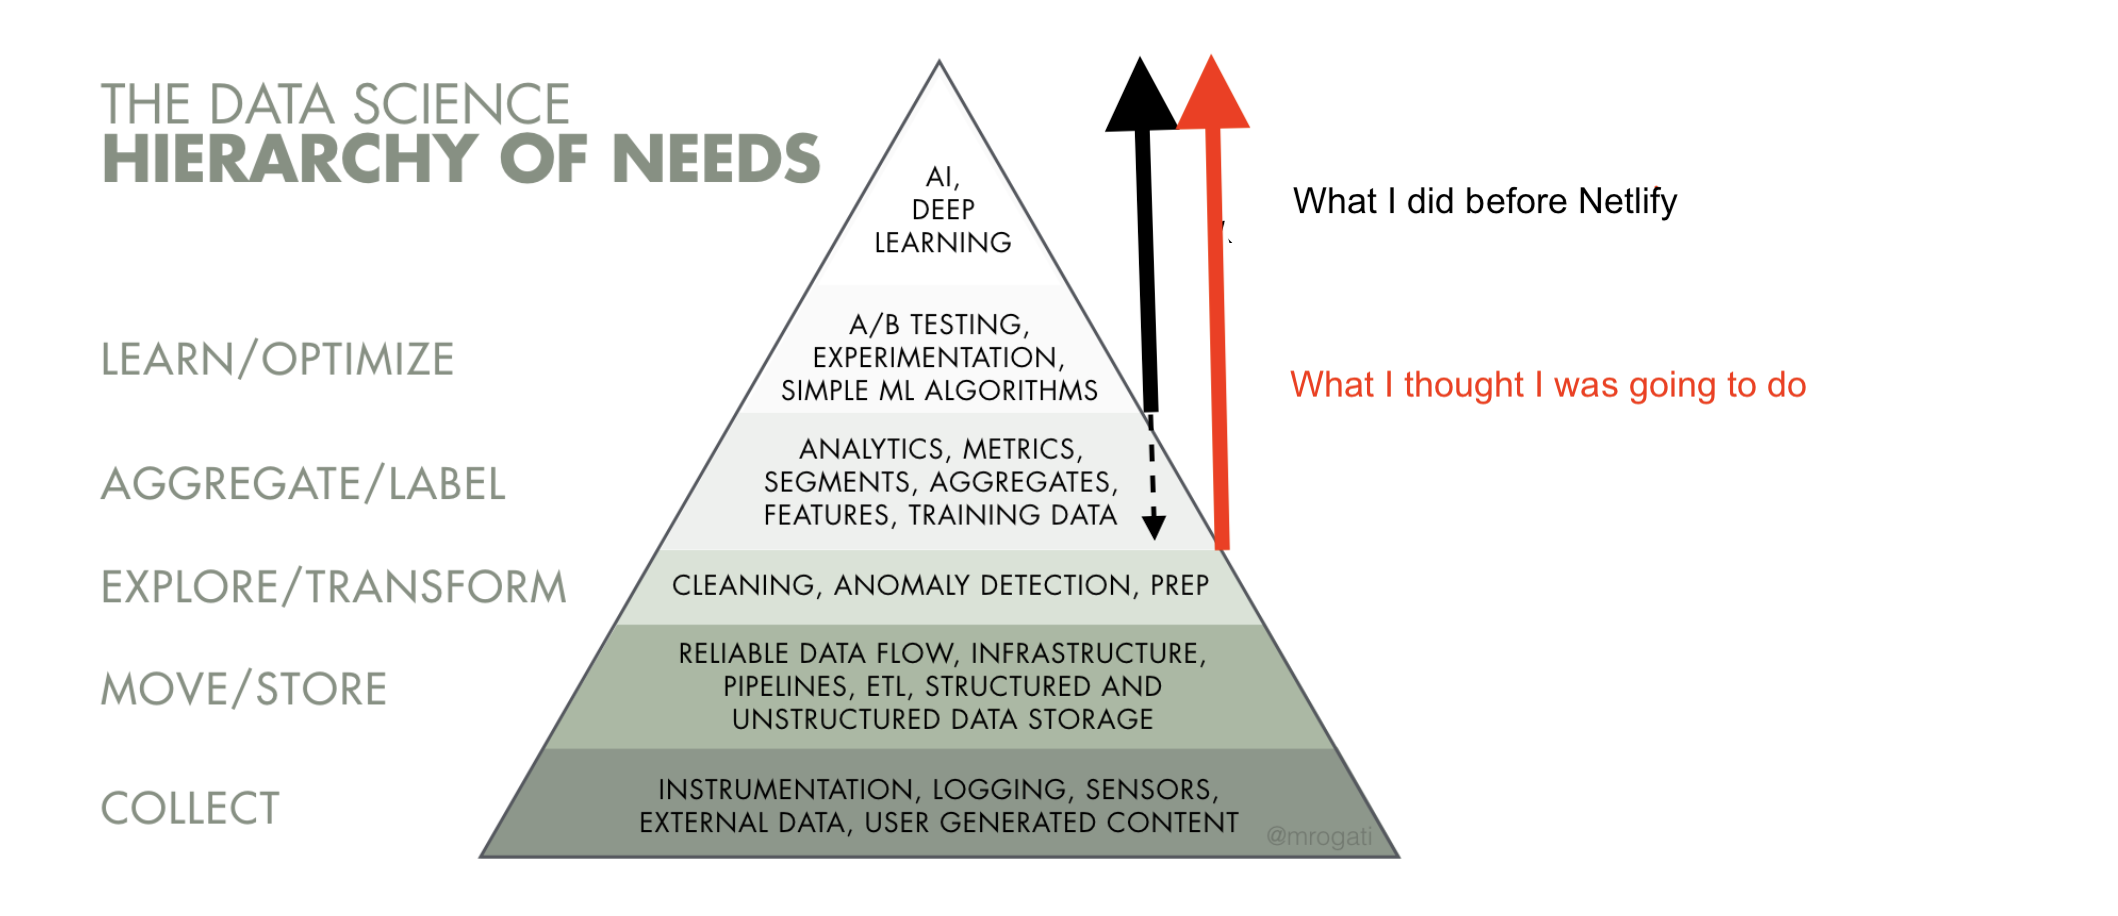 THE DATA SCIENCE
HIERARCHY OF NEEDS
AI,
DEEP
LEARNING
What I did before Netlify
LEARN/OPTIMIZE
A/B TESTING,
EXPERIMENTATION,
SIMPLE ML ALGORITHMS
What I thought I was going to do
AGGREGATE/LABEL
ANALYTICS, METRICS,
SEGMENTS, AGGREGATES,
FEATURES, TRAINING DATA
EXPLORE/TRANSFORM
CLEANING, ANOMALY DETECTION, PREP
MOVE/STORE
RELIABLE DATA FLOW, INFRASTRUCTURE,
PIPELINES, ETL, STRUCTURED AND
UNSTRUCTURED DATA STORAGE
COLLECT
INSTRUMENTATION, LOGGING, SENSORS,
EXTERNAL DATA, USER GENERATED CONTENT
@mrogati